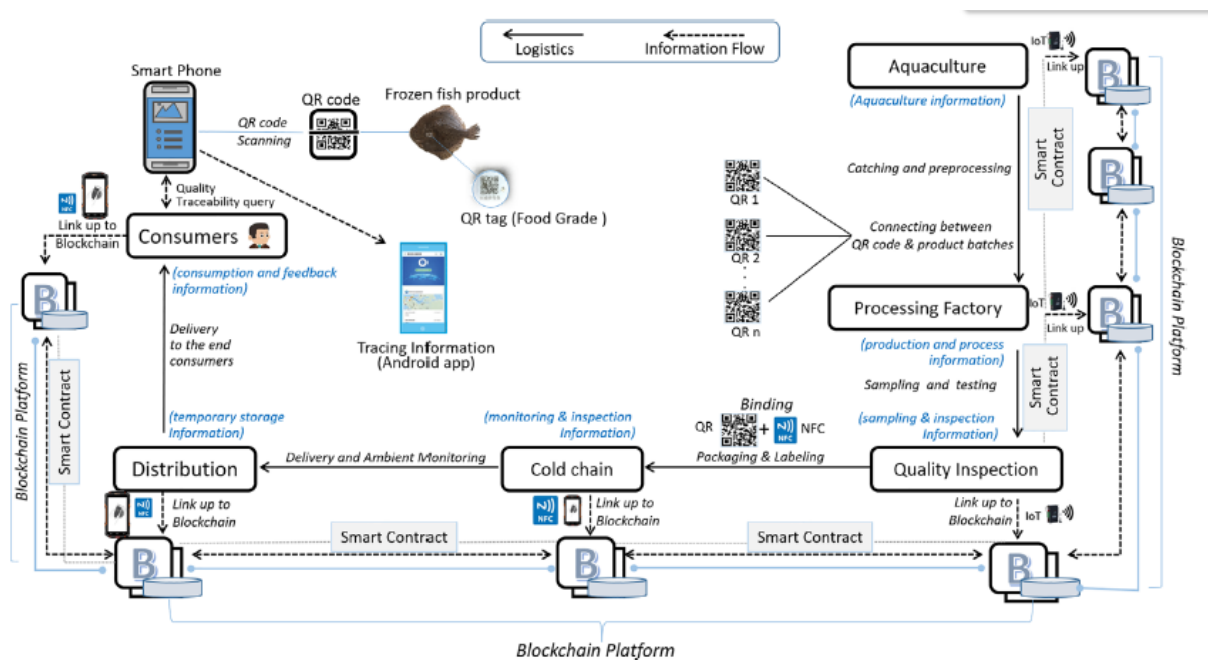 Logistics
Information Flow
Smart Phone
QR code
Frozen fish product
QR code
Scanning
QR tag (Food Grade )
Quality
Traceability query
NFC
Link up to
Blockchain
Consumers
(consumption and feedback
information)
Tracing Information
(Android app)
Delivery
to the end
consumers
B
Blockchain Platform
Smart Contract
IoT
Link up
Aquaculture
(Aquaculture information)
B
Smart
Contract
Catching and preprocessing
B
QR 1
QR 2
QR n
Connecting between
QR code & product batches
Processing Factory
IoT
Link up
B
Blockchain Platform
(production and process
information)
Sampling and testing
Smart
Contract
(sampling & inspection
Information)
Binding
QR
+
NFC
NFC
Packaging & Labeling
(monitoring & inspection
Information)
(temporary storage
Information)
Distribution
Delivery and Ambient Monitoring
Cold chain
Quality Inspection
NFC
Link up to
Blockchain
NFC
Link up to
Blockchain
Link up to
Blockchain
IoT
Smart Contract
Smart Contract
B
B
B
Blockchain Platform